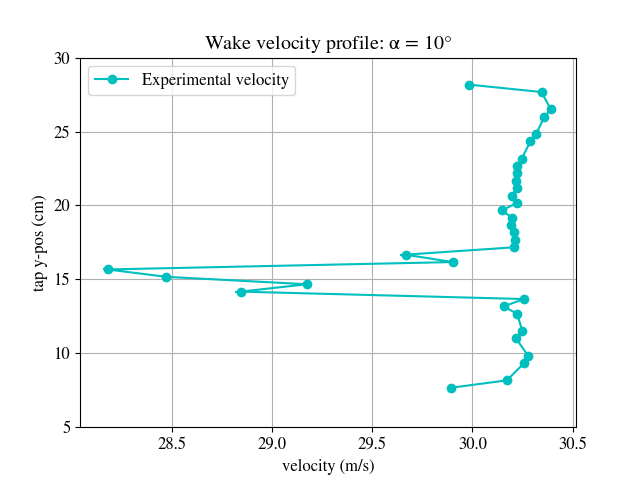 Wake velocity profile: α = 10°
Experimental velocity
30
25
20
15
10
5
tap y-pos (cm)
28.5 29.0 29.5 30.0 30.5
velocity (m/s)